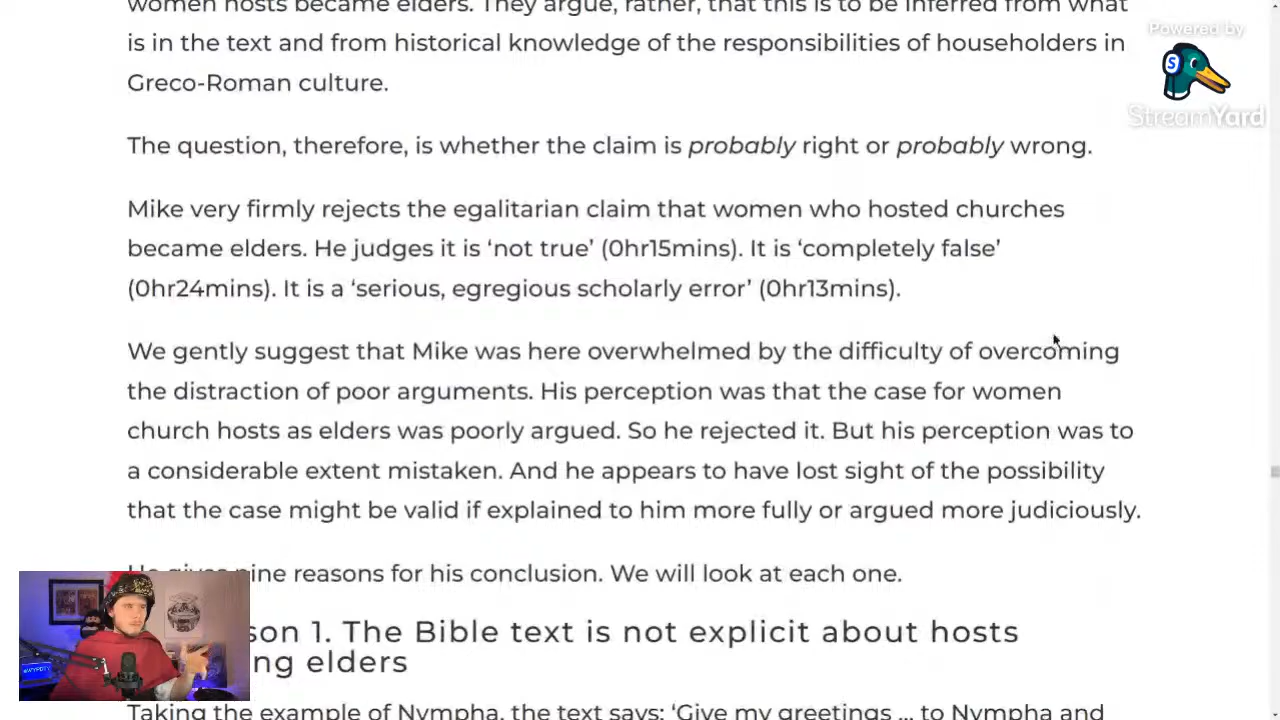 women hosts became elders. They argue, rather, that this is to be inferred from what
is in the text and from historical knowledge of the responsibilities of householders in
Greco-Roman culture.
Powered by
S
StreamYard
The question, therefore, is whether the claim is probably right or probably wrong.
Mike very firmly rejects the egalitarian claim that women who hosted churches
became elders. He judges it is ‘not true’ (0hr15mins). It is ‘completely false’
(0hr24mins). It is a ‘serious, egregious scholarly error’ (0hr13mins).
We gently suggest that Mike was here overwhelmed by the difficulty of overcoming
the distraction of poor arguments. His perception was that the case for women
church hosts as elders was poorly argued. So he rejected it. But his perception was to
a considerable extent mistaken. And he appears to have lost sight of the possibility
that the case might be valid if explained to him more fully or argued more judiciously.
He gives nine reasons for his conclusion. We will look at each one.
son 1. The Bible text is not explicit about hosts
ng elders
Taking the example of Nympha, the text says: ‘Give my greetings … to Nympha and